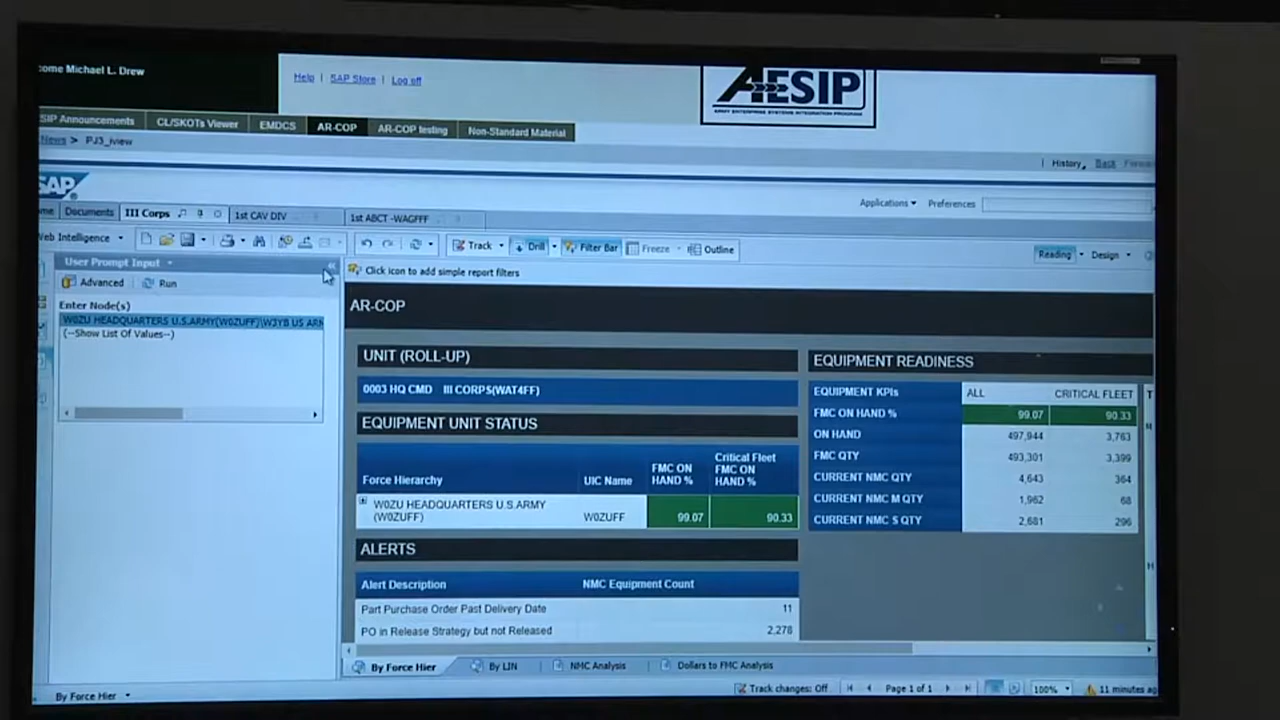 ome Michael L. Drew
Help | SAP Store | Log off
AESIP
ARMY ENTERPRISE SYSTEMS INTEGRATION PROGRAM
SIP Announcements CL/SKOTs Viewer EMDCS AR-COP AR-COP testing Non-Standard Material
News > PJ3_iview
History Back
SAP
Applications Preferences
me Documents III Corps 1st CAV DIV 1st ABCT -WAGFFF
eb Intelligence Track Drill Filter Bar Freeze Outline Reading Design
User Prompt Input
Click icon to add simple report filters
Advanced Run
Enter Node(s)
W0ZU HEADQUARTERS U.S.ARMY(W0ZUFF)\W3YB US ARM
(--Show List Of Values--)
AR-COP
UNIT (ROLL-UP)
0003 HQ CMD III CORPS(WAT4FF)
EQUIPMENT UNIT STATUS
Force Hierarchy UIC Name FMC ON HAND % Critical Fleet FMC ON HAND %
W0ZU HEADQUARTERS U.S.ARMY
(W0ZUFF) W0ZUFF 99.07 90.33
ALERTS
Alert Description NMC Equipment Count
Part Purchase Order Past Delivery Date 11
PO in Release Strategy but not Released 2,278
EQUIPMENT READINESS
EQUIPMENT KPIs ALL CRITICAL FLEET
FMC ON HAND % 99.07 90.33
ON HAND 497,944 3,763
FMC QTY 493,301 3,399
CURRENT NMC QTY 4,643 364
CURRENT NMC M QTY 1,962 68
CURRENT NMC S QTY 2,681 296
By Force Hier By LIN NMC Analysis Dollars to FMC Analysis
By Force Hier Track changes: Off Page 1 of 1 100% 11 minutes ag